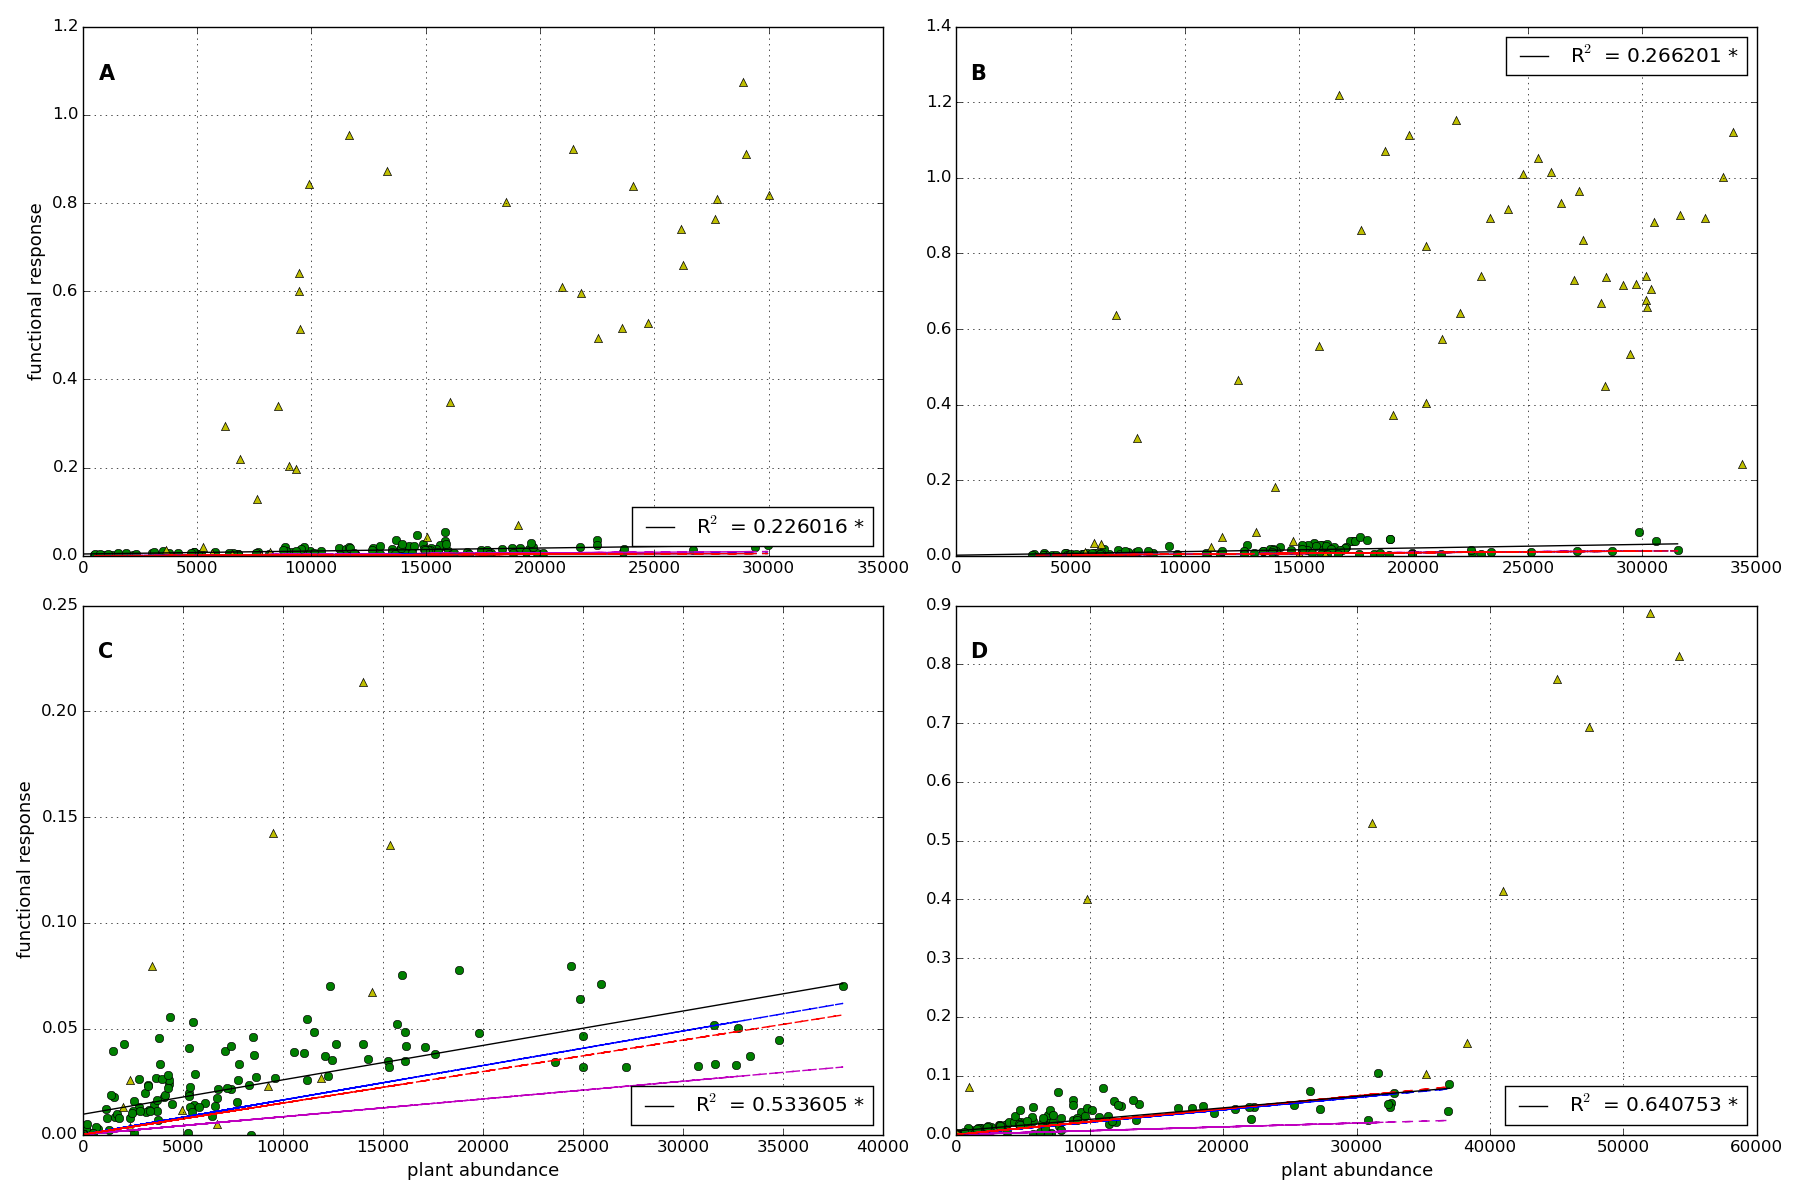 A
1.2
1.0
0.8
0.6
0.4
0.2
0.0
functional response
R² = 0.226016 *
0 5000 10000 15000 20000 25000 30000 35000
B
1.4
1.2
1.0
0.8
0.6
0.4
0.2
0.0
R² = 0.266201 *
0 5000 10000 15000 20000 25000 30000 35000
C
0.25
0.20
0.15
0.10
0.05
0.00
functional response
R² = 0.533605 *
0 5000 10000 15000 20000 25000 30000 35000 40000
plant abundance
D
0.9
0.8
0.7
0.6
0.5
0.4
0.3
0.2
0.1
0.0
R² = 0.640753 *
0 10000 20000 30000 40000 50000 60000
plant abundance